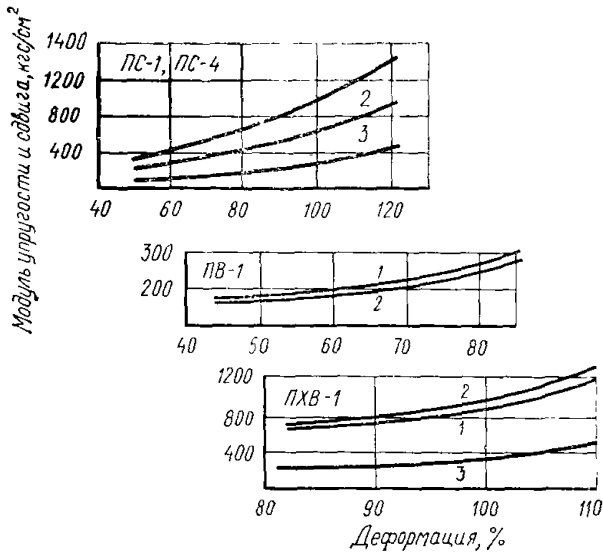 Модуль упругости и сдвига, кгс/см²
1400
1200
800
400
ПС-1, ПС-4
2
3
40 60 80 100 120
300
200
ПВ-1
1
2
40 50 60 70 80
1200
800
400
ПХВ-1
2
1
3
80 90 100 110
Деформация, %